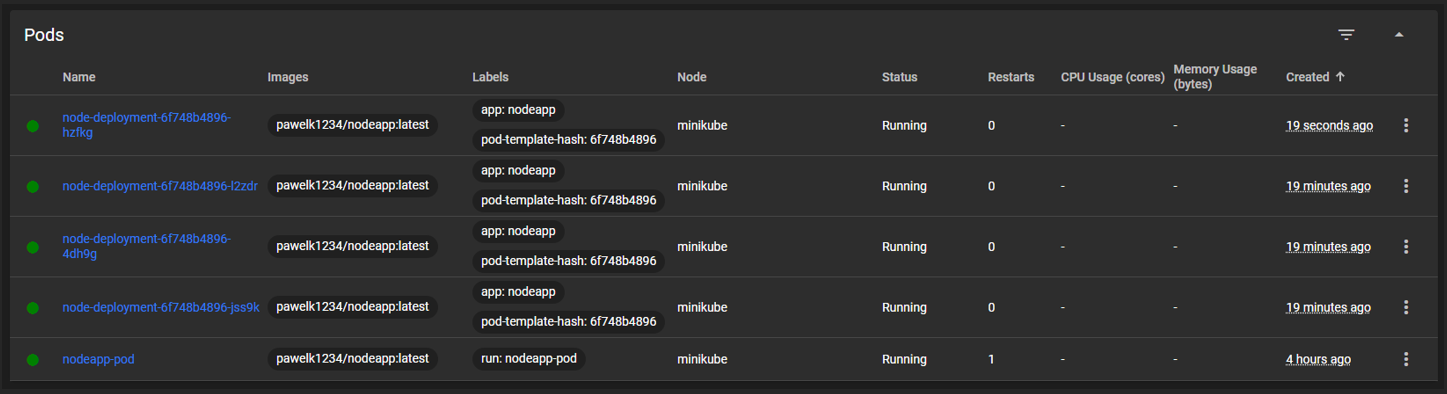 Pods
Name Images Labels Node Status Restarts CPU Usage (cores) Memory Usage (bytes) Created
node-deployment-6f748b4896-
hzfkg
pawelk1234/nodeapp:latest
app: nodeapp
pod-template-hash: 6f748b4896
minikube Running 0 - - 19 seconds ago
node-deployment-6f748b4896-l2zdr
pawelk1234/nodeapp:latest
app: nodeapp
pod-template-hash: 6f748b4896
minikube Running 0 - - 19 minutes ago
node-deployment-6f748b4896-
4dh9g
pawelk1234/nodeapp:latest
app: nodeapp
pod-template-hash: 6f748b4896
minikube Running 0 - - 19 minutes ago
node-deployment-6f748b4896-jss9k
pawelk1234/nodeapp:latest
app: nodeapp
pod-template-hash: 6f748b4896
minikube Running 0 - - 19 minutes ago
nodeapp-pod pawelk1234/nodeapp:latest run: nodeapp-pod minikube Running 1 - - 4 hours ago